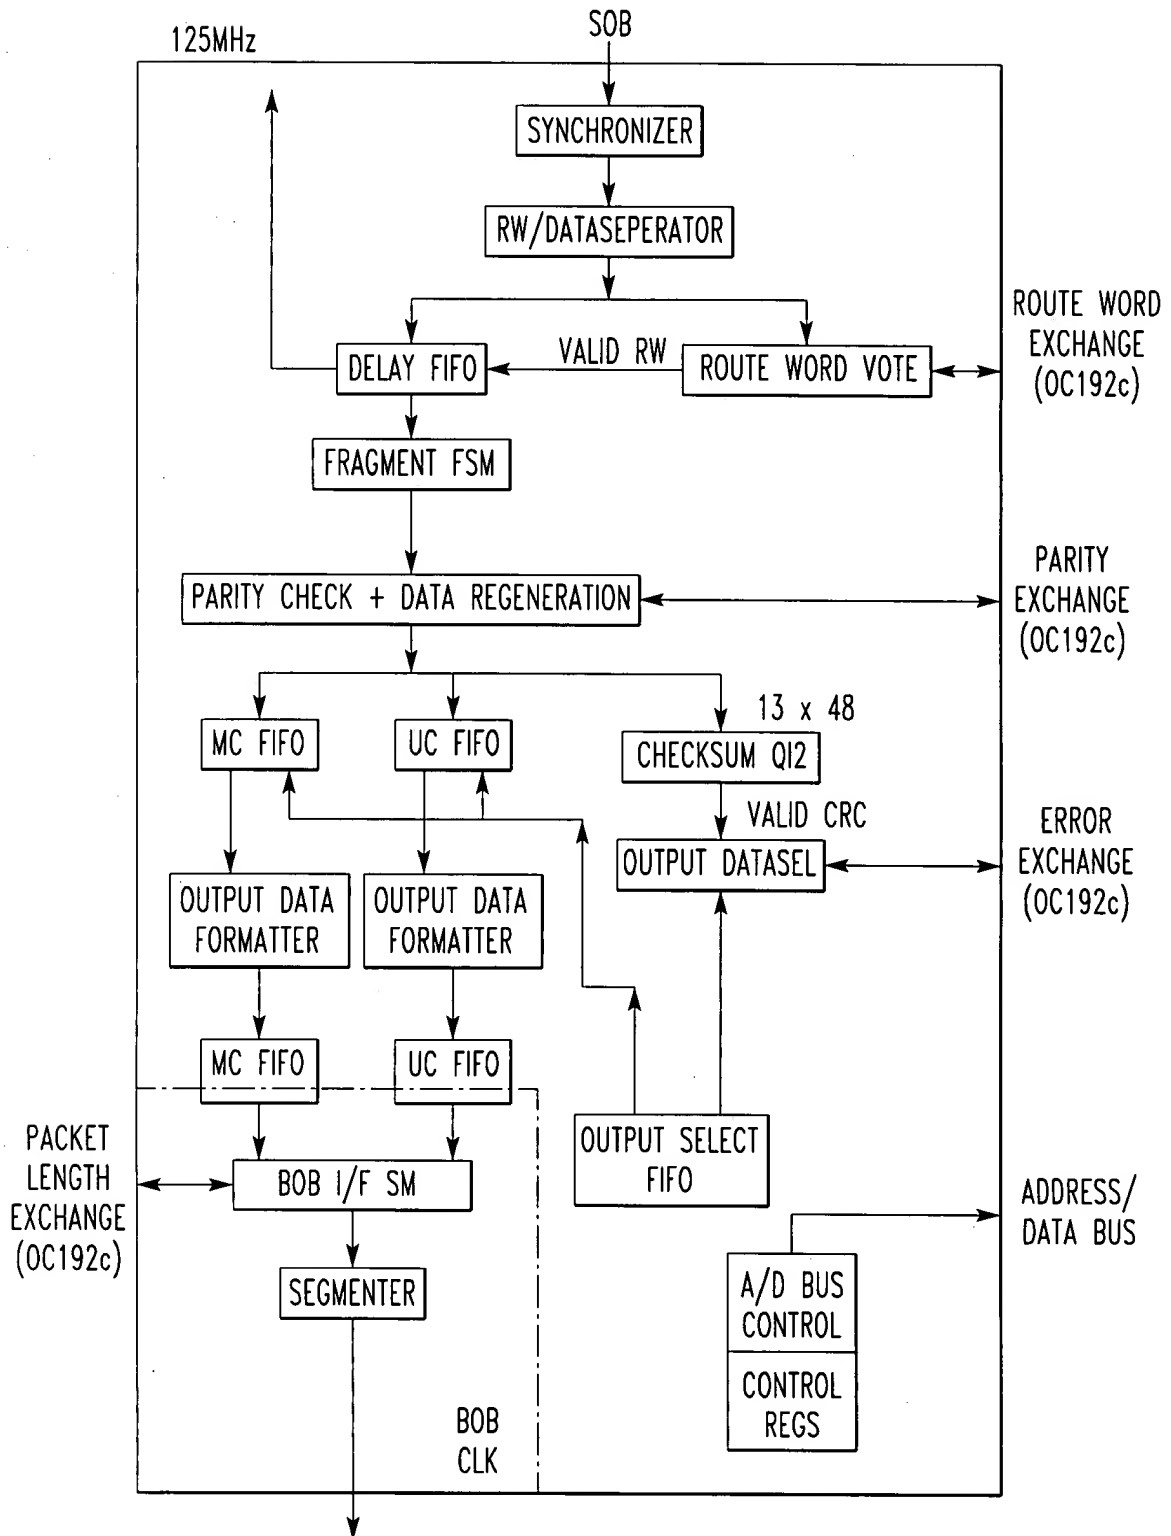 SOB
125MHz
SYNCHRONIZER
RW/DATASEPERATOR
ROUTE WORD
EXCHANGE
(OC192c)
VALID RW
DELAY FIFO
ROUTE WORD VOTE
FRAGMENT FSM
PARITY
EXCHANGE
(OC192c)
PARITY CHECK + DATA REGENERATION
13 x 48
MC FIFO
UC FIFO
CHECKSUM QI2
VALID CRC
ERROR
EXCHANGE
(OC192c)
OUTPUT DATASEL
OUTPUT DATA
FORMATTER
OUTPUT DATA
FORMATTER
MC FIFO
UC FIFO
PACKET
LENGTH
EXCHANGE
(OC192c)
OUTPUT SELECT
FIFO
BOB I/F SM
ADDRESS/
DATA BUS
SEGMENTER
A/D BUS
CONTROL
CONTROL
REGS
BOB
CLK